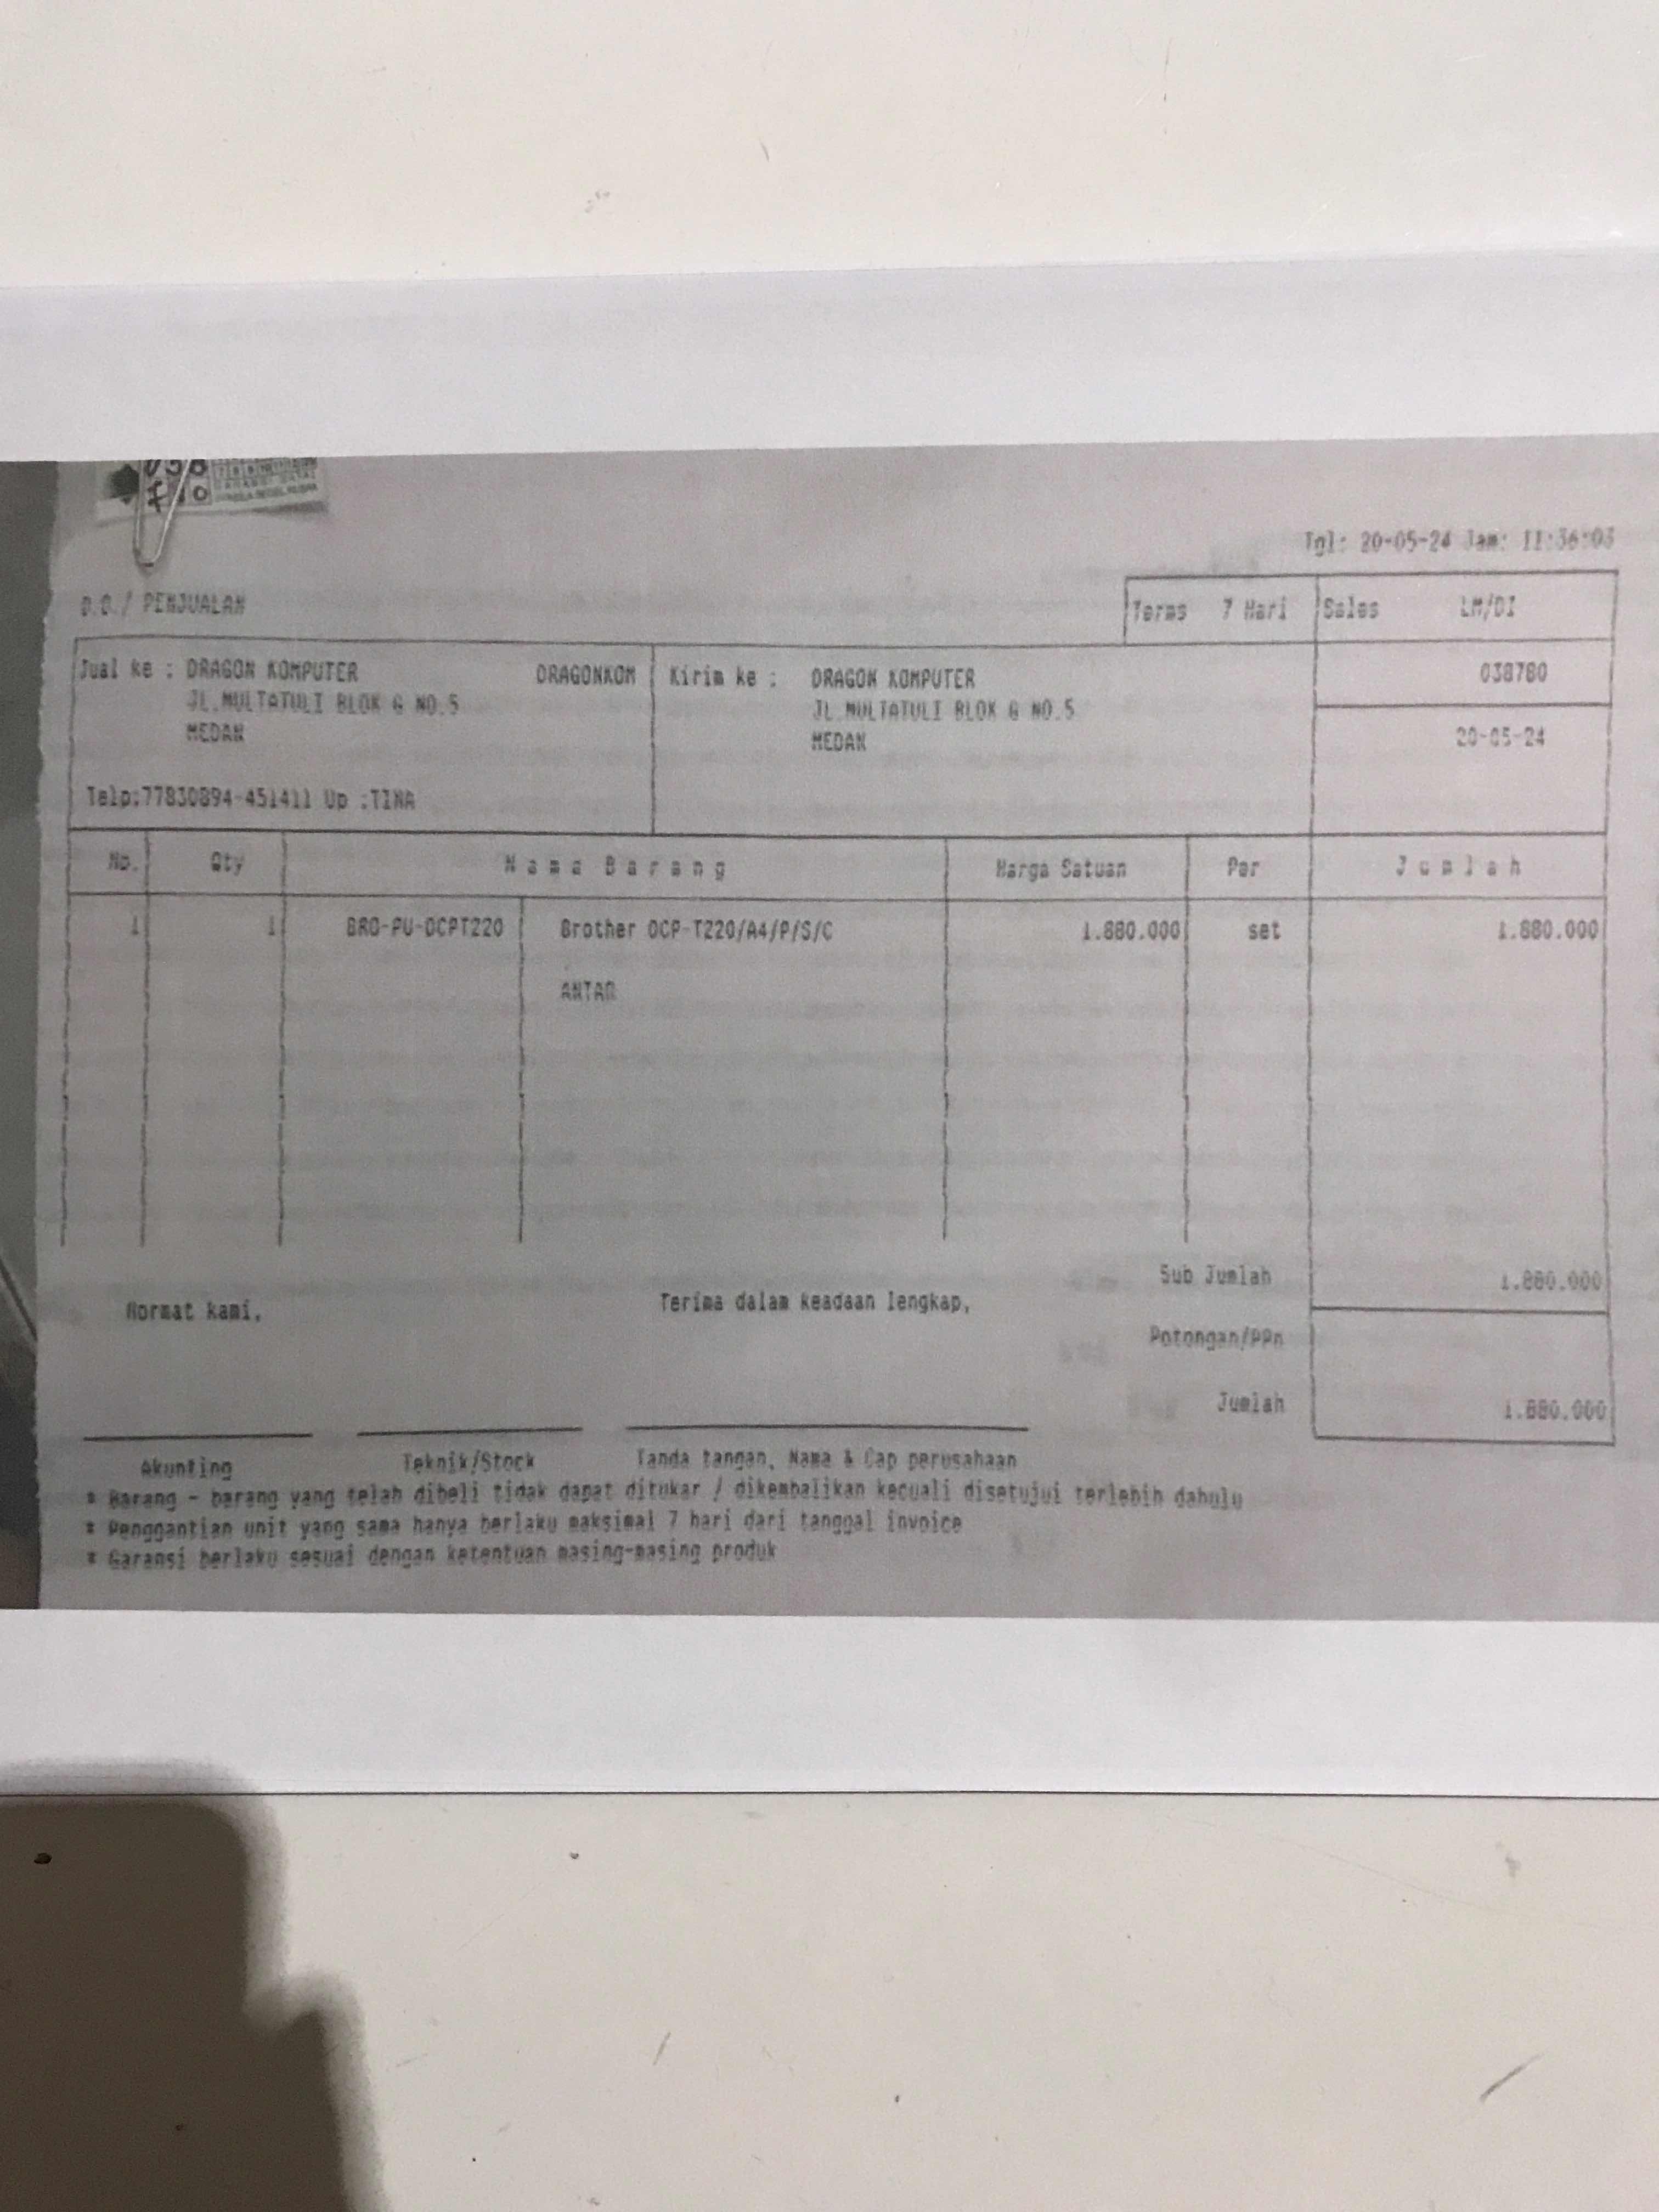 Tgl: 20-05-24 Jam: 11:36:03
D.O./ PENJUALAN
Terms 7 Hari Sales LM/DI
Jual ke : DRAGON KOMPUTER DRAGONKOM Kirim ke : DRAGON KOMPUTER 038780
JL.MULTATULI BLOK G NO.5 JL.MULTATULI BLOK G NO.5
MEDAN MEDAN 20-05-24
Telp:77830894-451411 Up :TINA
No. Qty Nama Barang Harga Satuan Per Jumlah
1 1 BRO-PU-DCPT220 Brother DCP-T220/A4/P/S/C 1.880.000 set 1.880.000
ANTAR
Sub Jumlah 1.880.000
Hormat kami, Terima dalam keadaan lengkap,
Potongan/PPn
Jumlah 1.880.000
Akunting Teknik/Stock Tanda tangan, Nama & Cap perusahaan
* Barang - barang yang telah dibeli tidak dapat ditukar / dikembalikan kecuali disetujui terlebih dahulu
* Penggantian unit yang sama hanya berlaku maksimal 7 hari dari tanggal invoice
* Garansi berlaku sesuai dengan ketentuan masing-masing produk